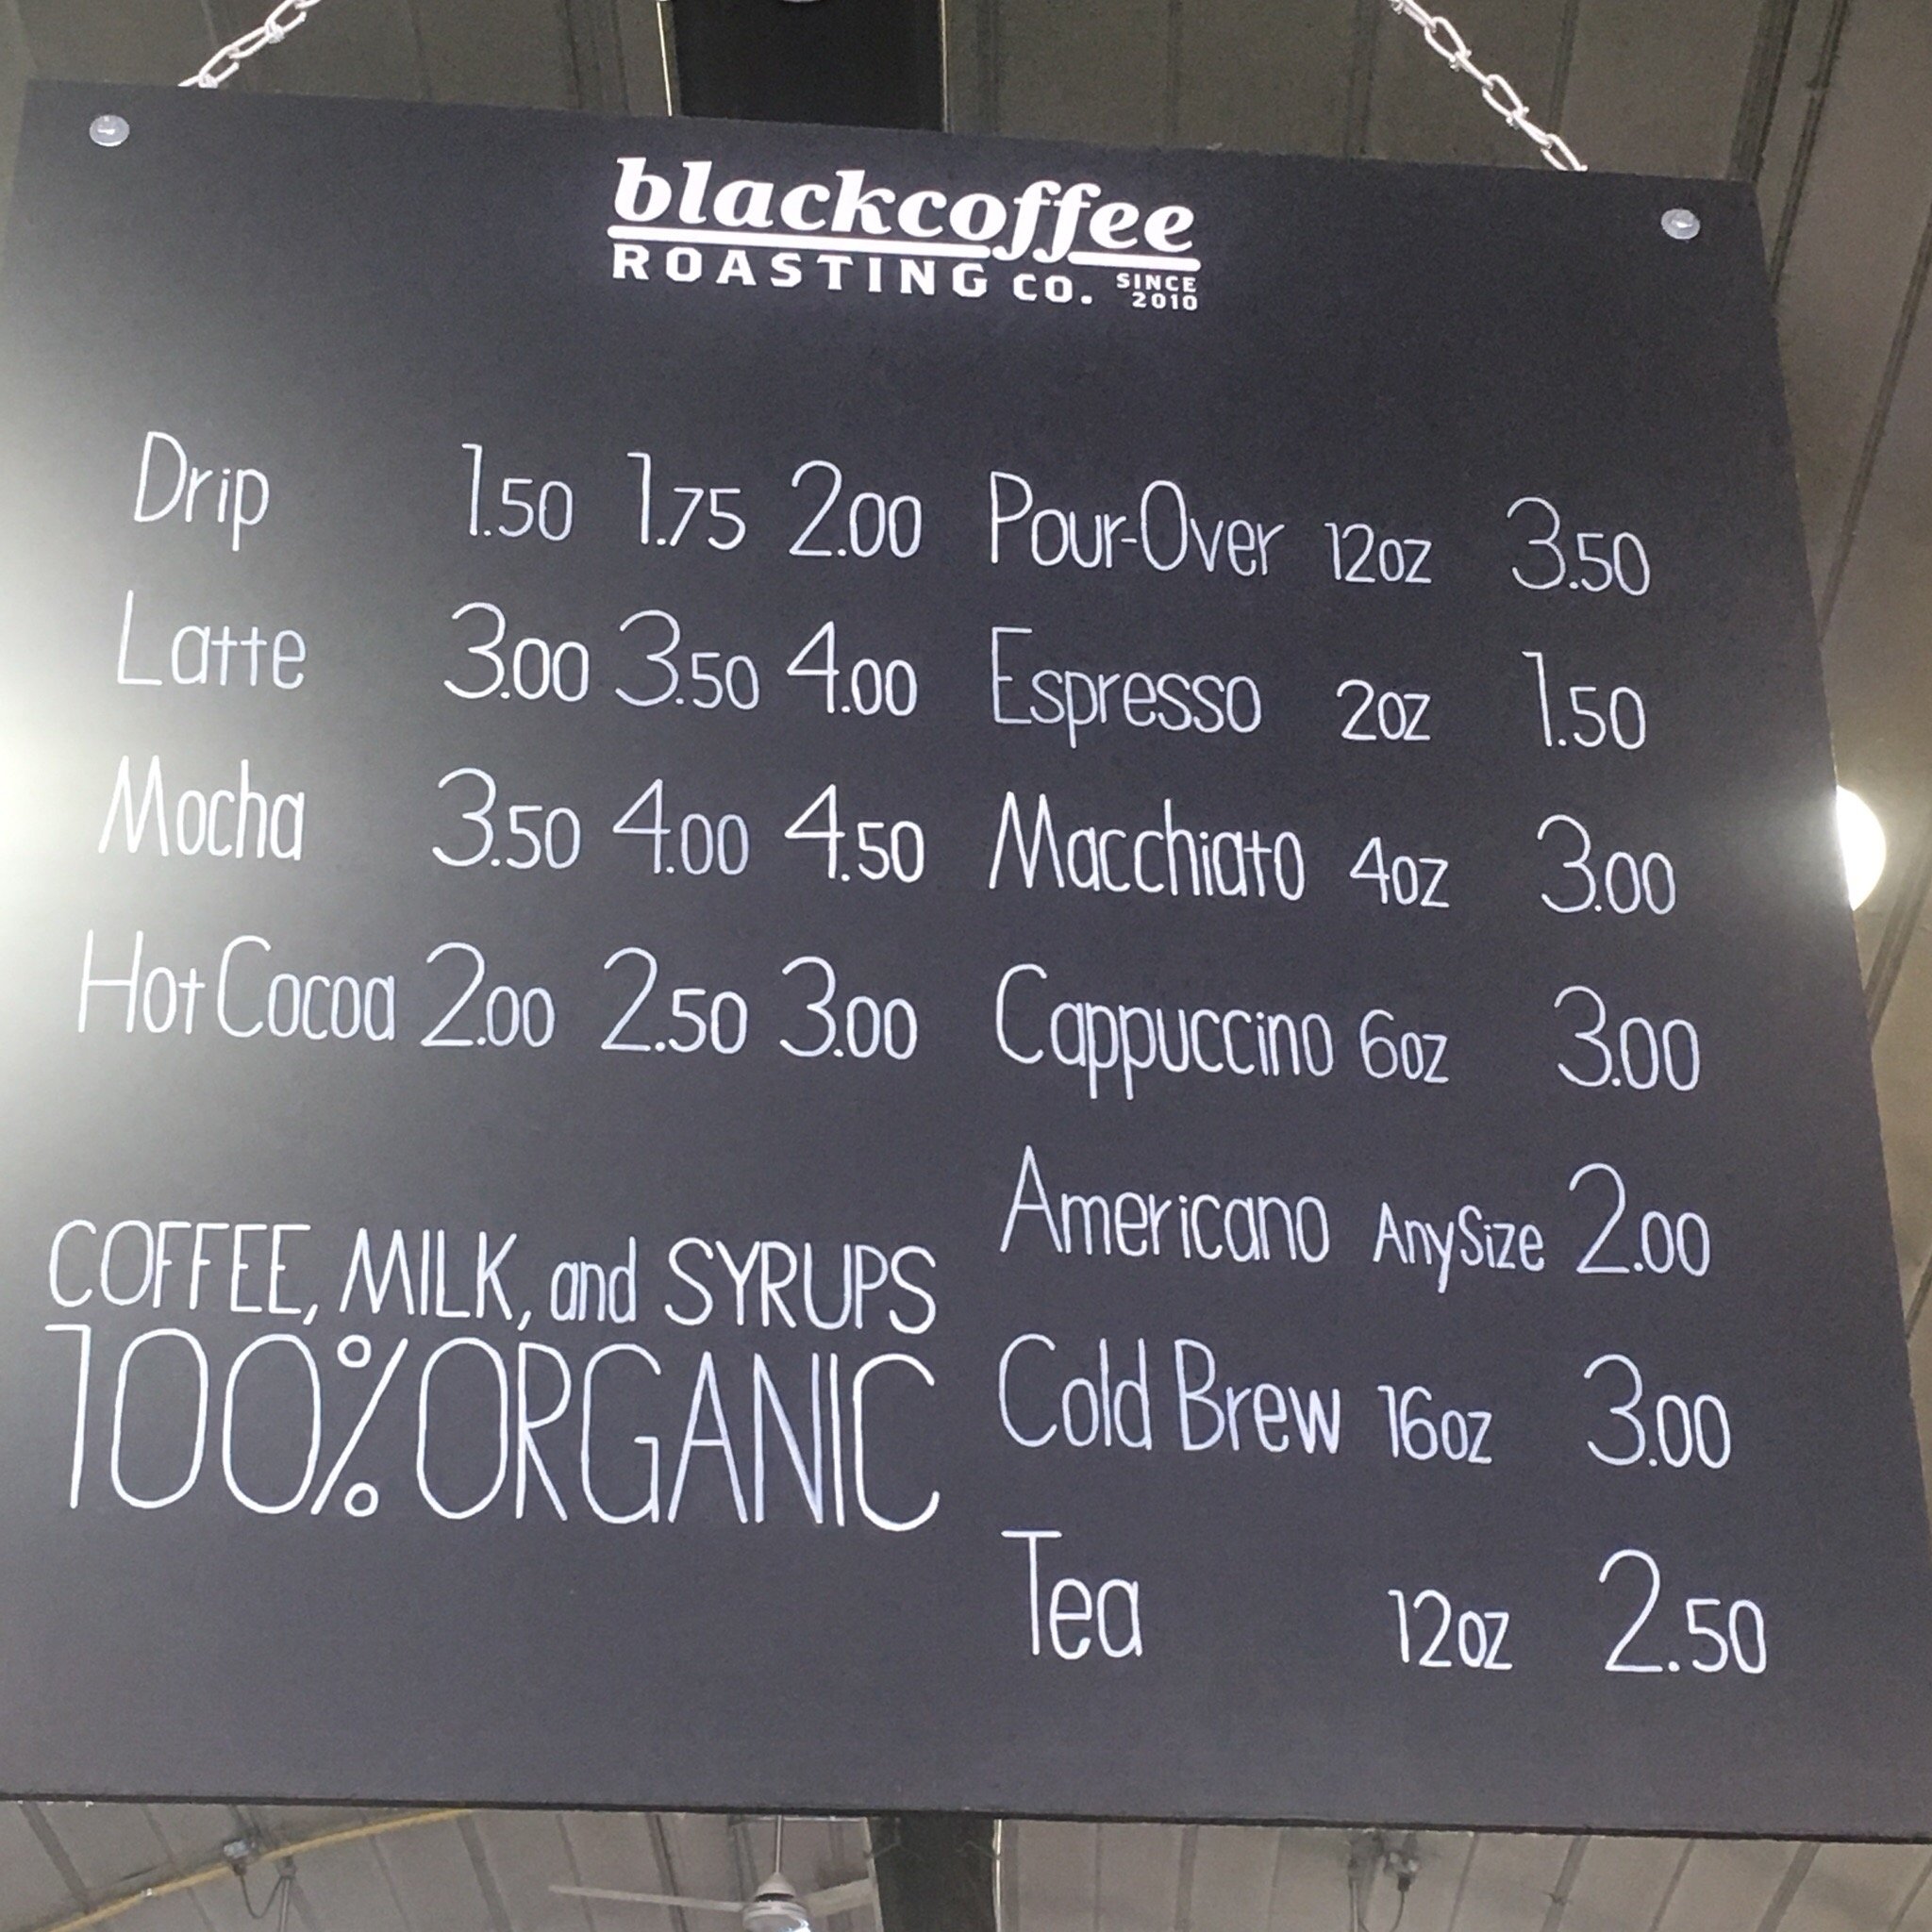 blackcoffee
ROASTING CO. SINCE 2010
Drip 1.50 1.75 2.00
Latte 3.00 3.50 4.00
Mocha 3.50 4.00 4.50
Hot Cocoa 2.00 2.50 3.00
COFFEE, MILK, and SYRUPS
100% ORGANIC
Pour-Over 12oz 3.50
Espresso 2oz 1.50
Macchiato 4oz 3.00
Cappuccino 6oz 3.00
Americano Any Size 2.00
Cold Brew 16oz 3.00
Tea 12oz 2.50